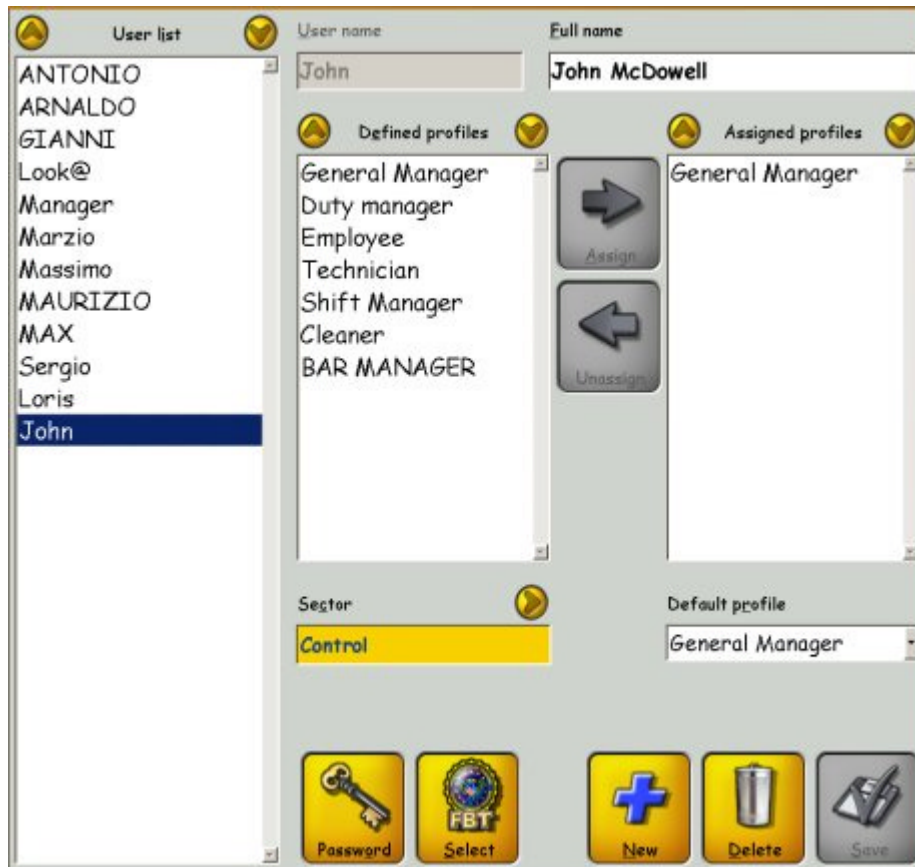 User list
ANTONIO
ARNALDO
GIANNI
Look@
Manager
Marzio
Massimo
MAURIZIO
MAX
Sergio
Loris
John
User name
John
Full name
John McDowell
Defined profiles
General Manager
Duty manager
Employee
Technician
Shift Manager
Cleaner
BAR MANAGER
Assign
Unassign
Assigned profiles
General Manager
Sector
Control
Default profile
General Manager
Password
FBT
Select
New
Delete
Save